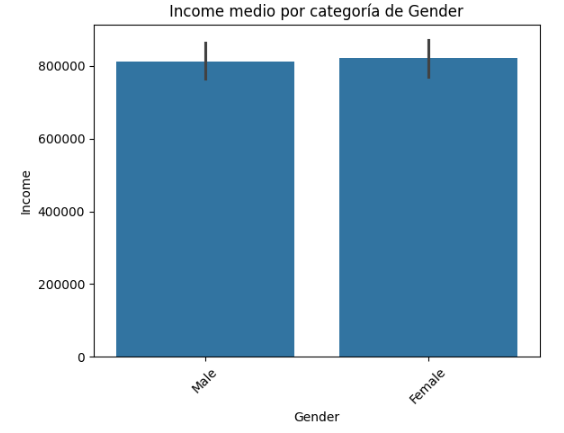 Income medio por categoría de Gender
800000
600000
400000
200000
0
Income
Male
Female
Gender